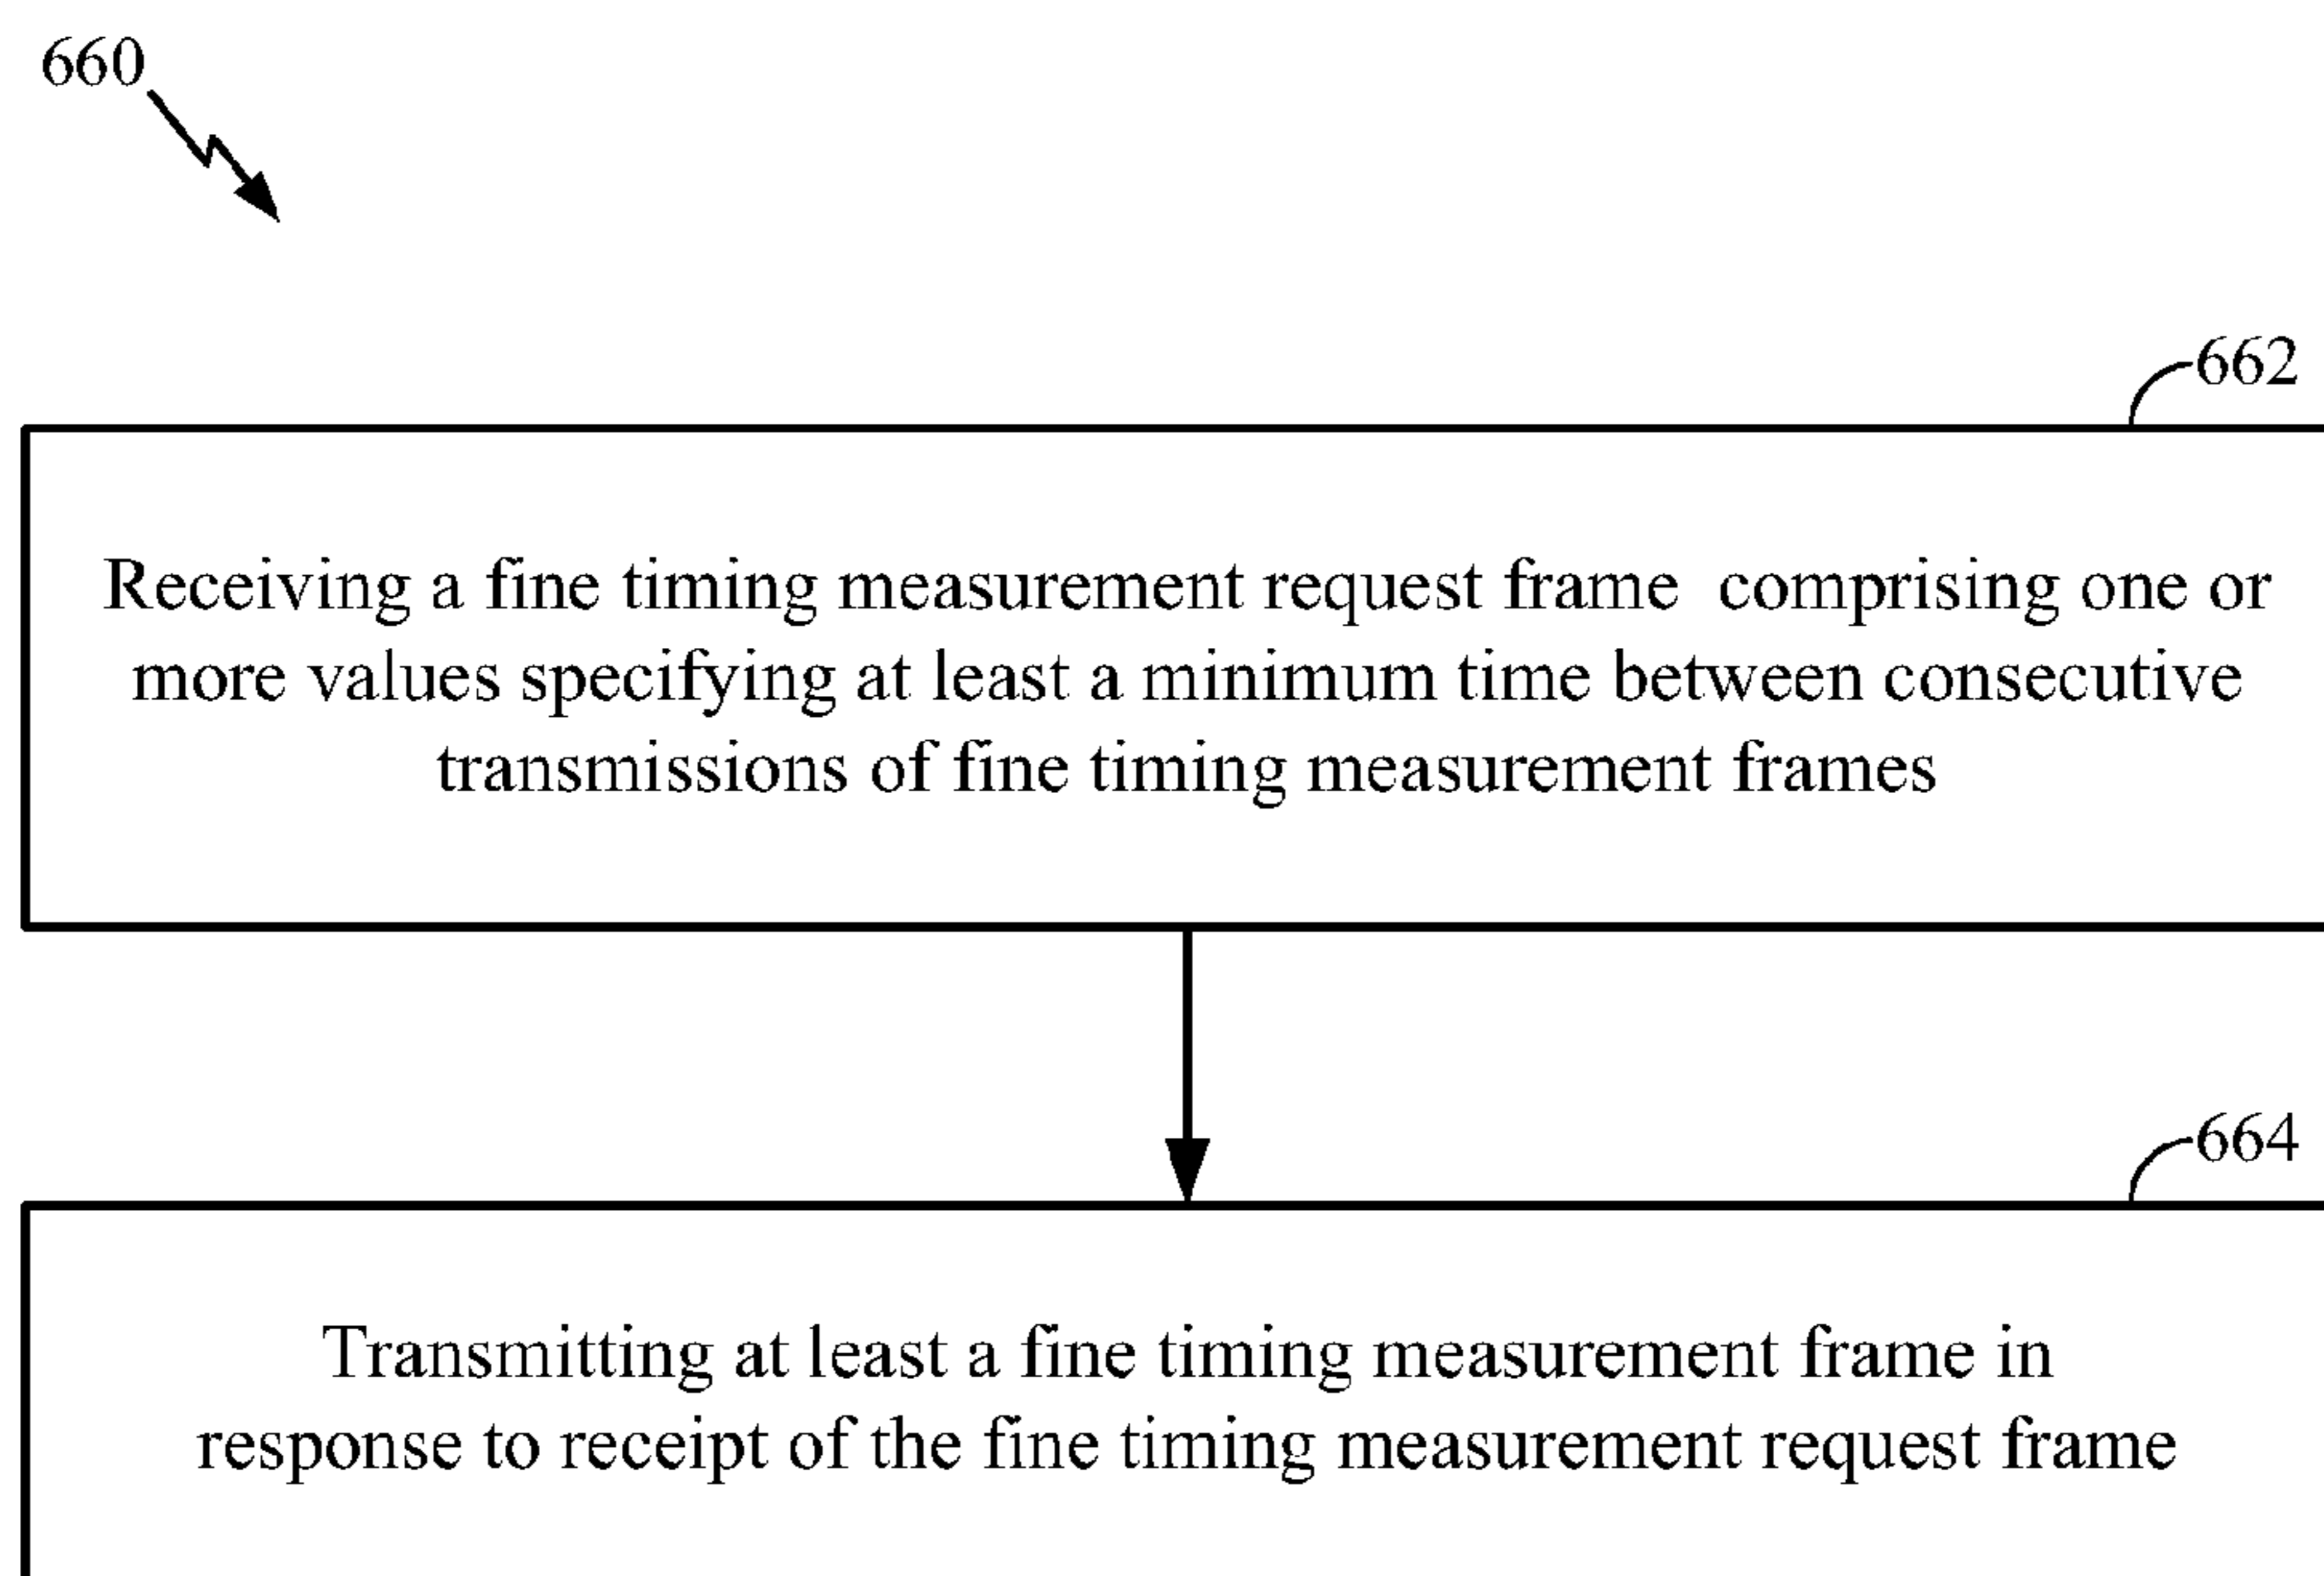 660
662
Receiving a fine timing measurement request frame comprising one or
more values specifying at least a minimum time between consecutive
transmissions of fine timing measurement frames
664
Transmitting at least a fine timing measurement frame in
response to receipt of the fine timing measurement request frame